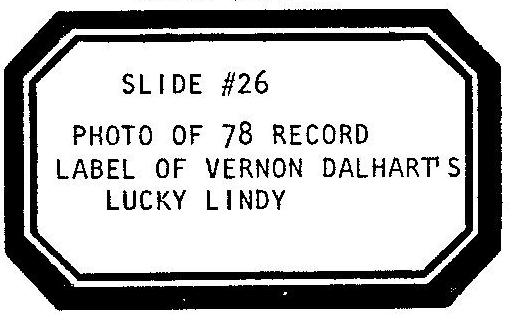 SLIDE #26
PHOTO OF 78 RECORD
LABEL OF VERNON DALHART'S
LUCKY LINDY